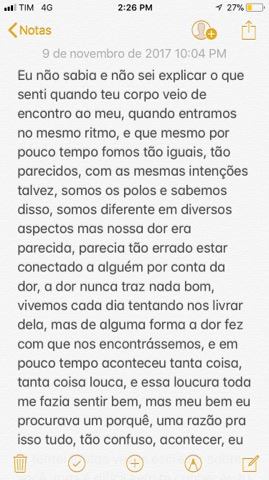 TIM 4G 2:26 PM 27%
Notas
9 de novembro de 2017 10:04 PM
Eu não sabia e não sei explicar o que
senti quando teu corpo veio de
encontro ao meu, quando entramos
no mesmo ritmo, e que mesmo por
pouco tempo fomos tão iguais, tão
parecidos, com as mesmas intenções
talvez, somos os polos e sabemos
disso, somos diferente em diversos
aspectos mas nossa dor era
parecida, parecia tão errado estar
conectado a alguém por conta da
dor, a dor nunca traz nada bom,
vivemos cada dia tentando nos livrar
dela, mas de alguma forma a dor fez
com que nos encontrássemos, e em
pouco tempo aconteceu tanta coisa,
tanta coisa louca, e essa loucura toda
me fazia sentir bem, mas meu bem eu
procurava um porquê, uma razão pra
isso tudo, tão confuso, acontecer, eu